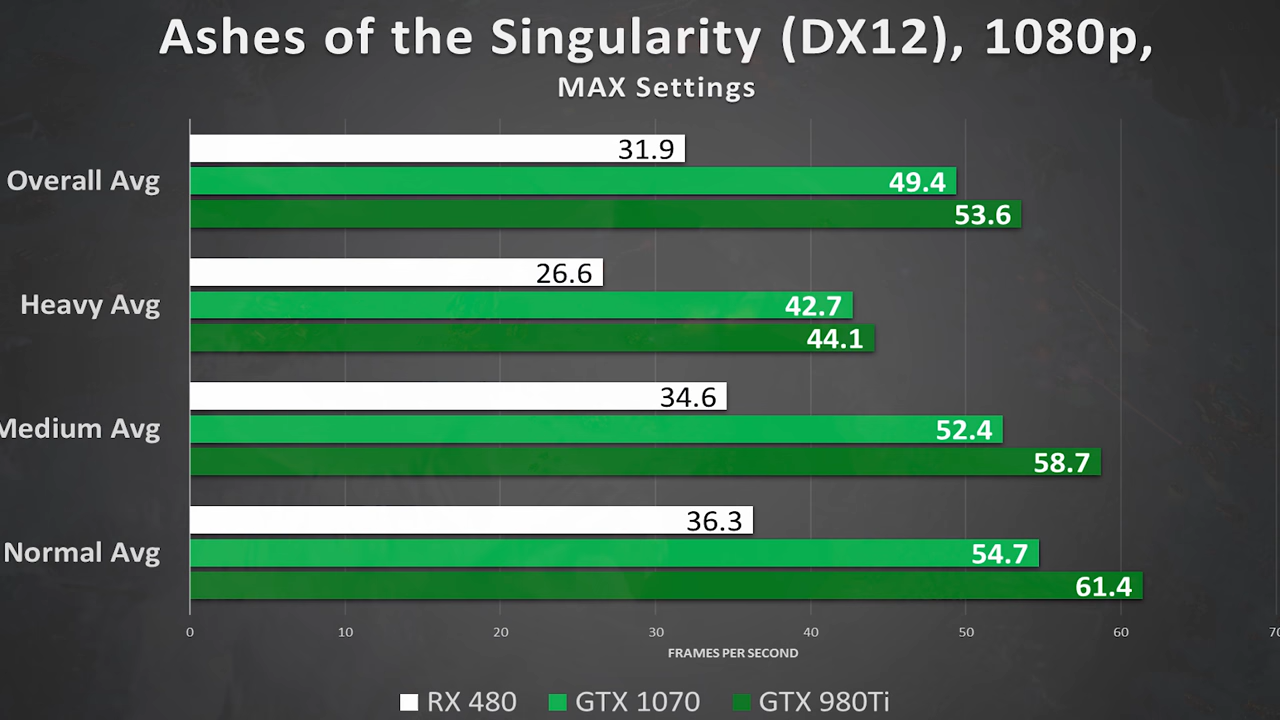 Ashes of the Singularity (DX12), 1080p,
MAX Settings
Overall Avg
31.9
49.4
53.6
Heavy Avg
26.6
42.7
44.1
Medium Avg
34.6
52.4
58.7
Normal Avg
36.3
54.7
61.4
0 10 20 30 40 50 60 70
FRAMES PER SECOND
RX 480 GTX 1070 GTX 980Ti